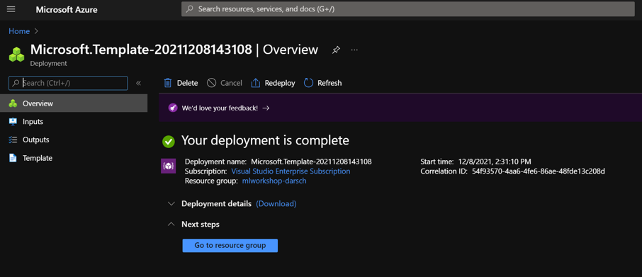 Microsoft Azure
Search resources, services, and docs (G+/)
Home >
Microsoft.Template-20211208143108 | Overview
Deployment
Search (Ctrl+/)
«
Delete Cancel Redeploy Refresh
Overview
Inputs
Outputs
Template
We'd love your feedback! →
Your deployment is complete
Deployment name: Microsoft.Template-20211208143108
Subscription: Visual Studio Enterprise Subscription
Resource group: mlworkshop-darsch
Start time: 12/8/2021, 2:31:10 PM
Correlation ID: 54f93570-4aa6-4fe6-86ae-48fde13c208d
Deployment details (Download)
Next steps
Go to resource group